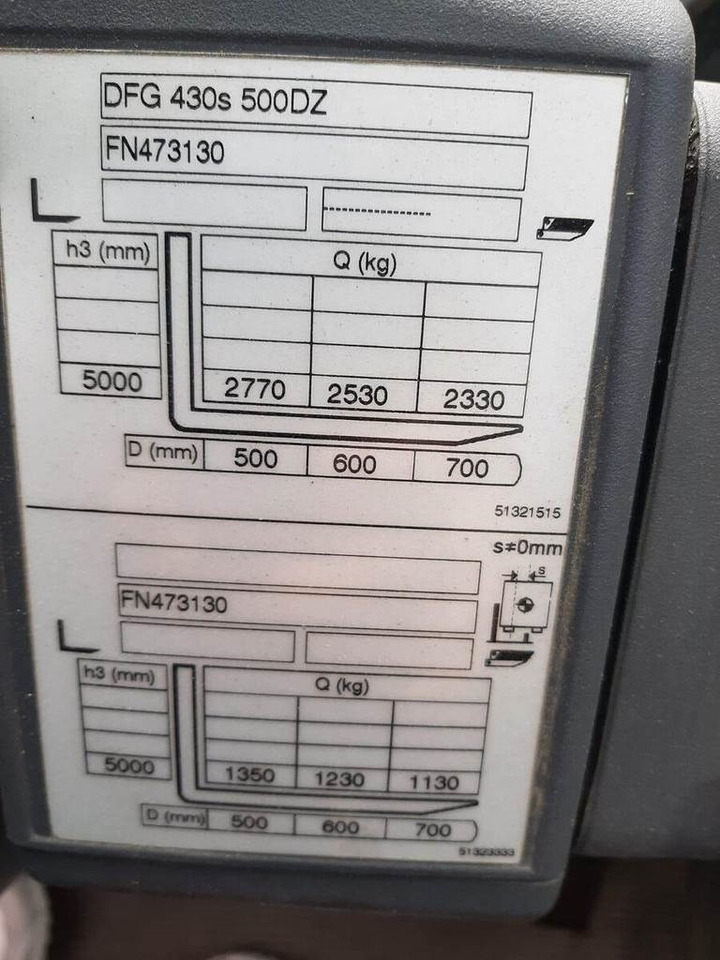 DFG 430s 500DZ
FN473130
h3 (mm) Q (kg)
5000 2770 2530 2330
D (mm) 500 600 700
51321515
s≠0mm
s
FN473130
h3 (mm) Q (kg)
5000 1350 1230 1130
D (mm) 500 600 700
51323333